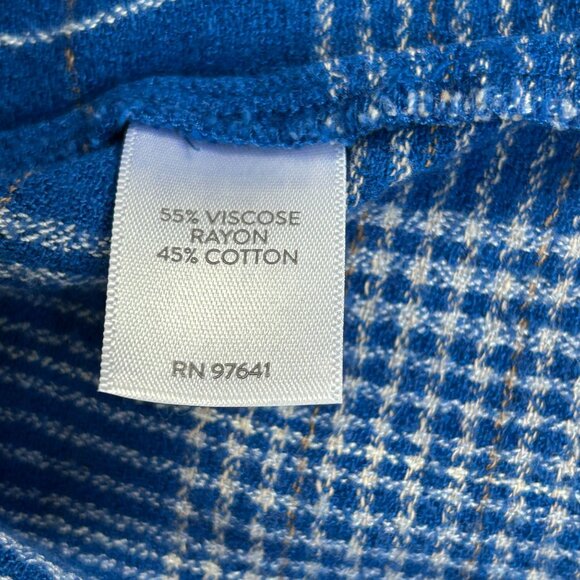 55% VISCOSE
RAYON
45% COTTON
RN 97641